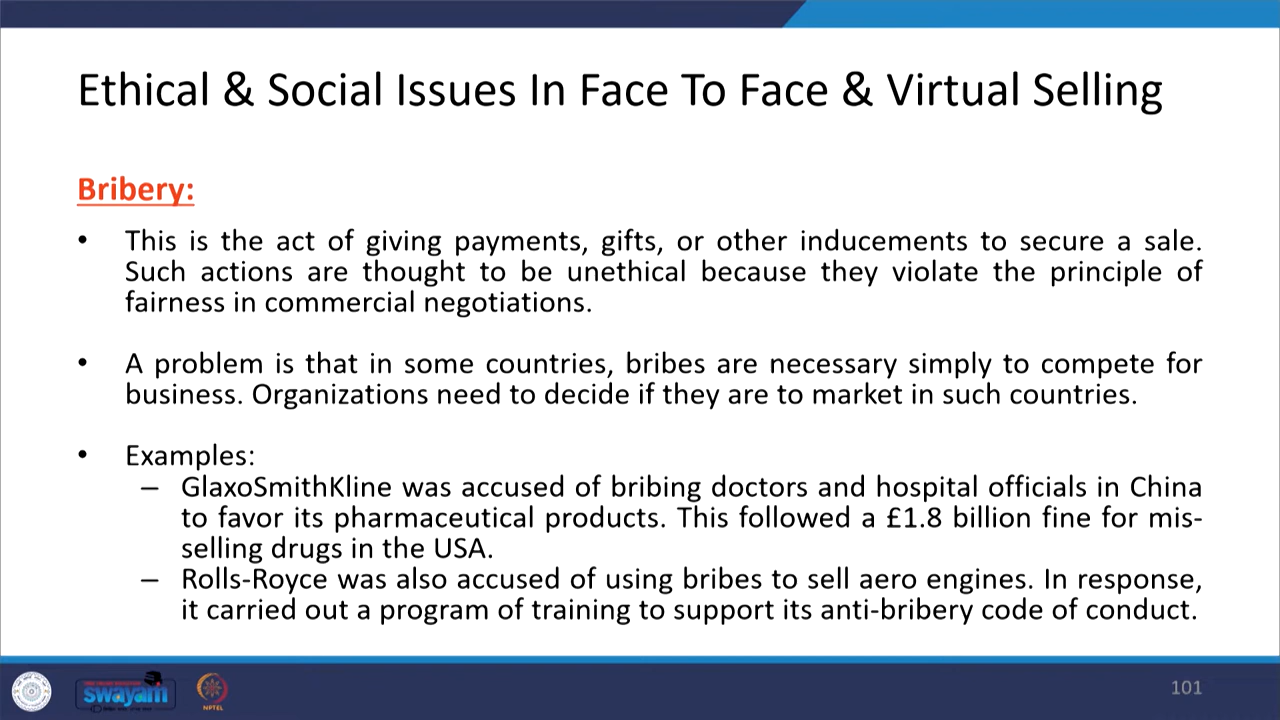 Ethical & Social Issues In Face To Face & Virtual Selling
Bribery:
• This is the act of giving payments, gifts, or other inducements to secure a sale.
Such actions are thought to be unethical because they violate the principle of
fairness in commercial negotiations.
• A problem is that in some countries, bribes are necessary simply to compete for
business. Organizations need to decide if they are to market in such countries.
• Examples:
– GlaxoSmithKline was accused of bribing doctors and hospital officials in China
to favor its pharmaceutical products. This followed a £1.8 billion fine for mis-
selling drugs in the USA.
– Rolls-Royce was also accused of using bribes to sell aero engines. In response,
it carried out a program of training to support its anti-bribery code of conduct.
swayam
NPTEL
101